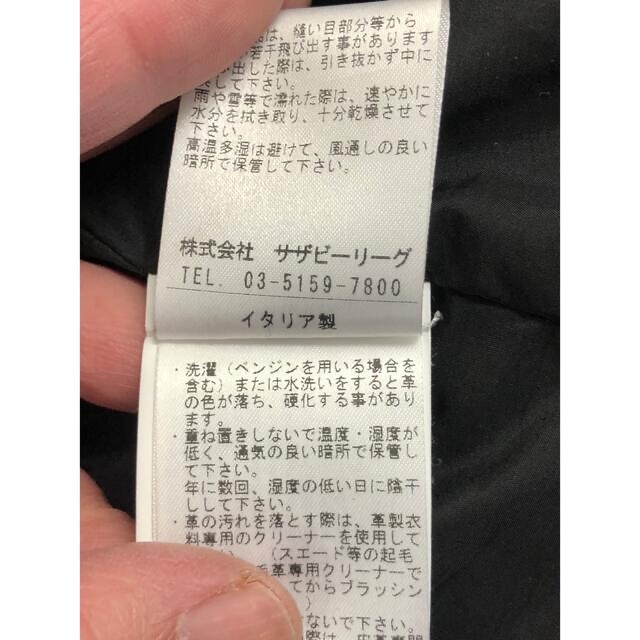 は、縫い目部分等から
若干飛び出す事があります
出した際は、引き抜かず中に
して下さい。
雨や雪等で濡れた際は、速やかに
水分を拭き取り、十分乾燥させて
下さい。
高温多湿は避けて、風通しの良い
暗所で保管して下さい。
株式会社 サザビーリーグ
TEL. 03-5159-7800
イタリア製
・洗濯(ベンジンを用いる場合を
含む)または水洗いをすると革
の色が落ち、硬化する事があり
ます。
・重ね置きしないで温度・湿度が
低く、通気の良い暗所で保管し
て下さい。
年に数回、湿度の低い日に陰干
しして下さい。
・革の汚れを落とす際は、革製衣
料専用のクリーナーを使用して
い。(スエード等の起毛
毛革専用クリーナーで
てからブラッシン
)
ないで下さい。